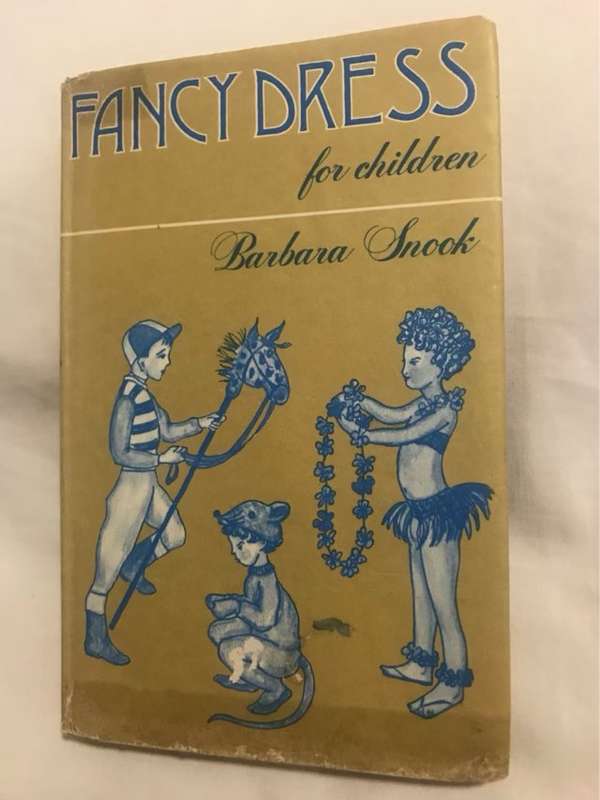 FANCY DRESS
for children
Barbara Snook